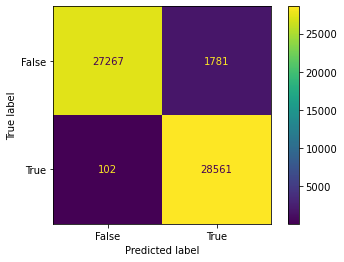 False
27267
1781
True
102
28561
False
True
Predicted label
True label
25000
20000
15000
10000
5000